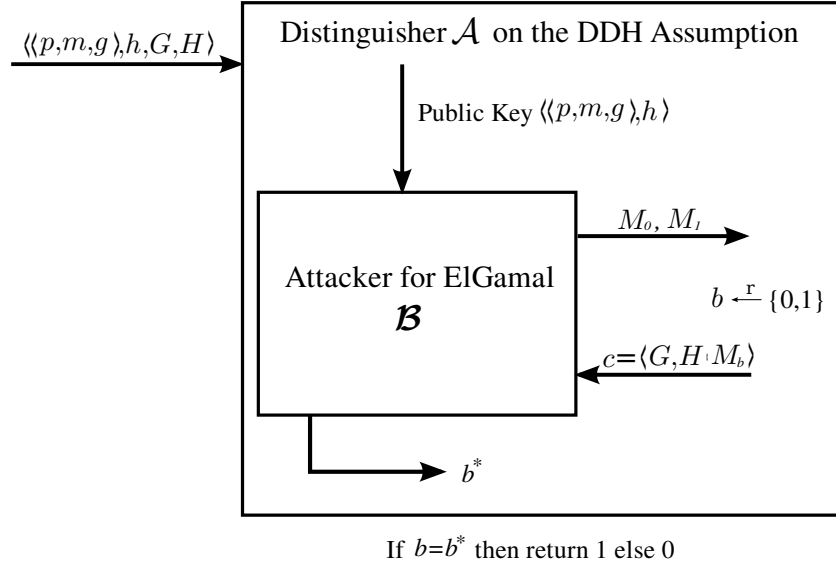 Distinguisher 𝒜 on the DDH Assumption
⟨⟨p,m,g⟩,h,G,H⟩
Public Key ⟨⟨p,m,g⟩,h⟩
M₀, M₁
Attacker for ElGamal
ℬ
b ←r {0,1}
c=⟨G,H·M_b⟩
b*
If b=b* then return 1 else 0